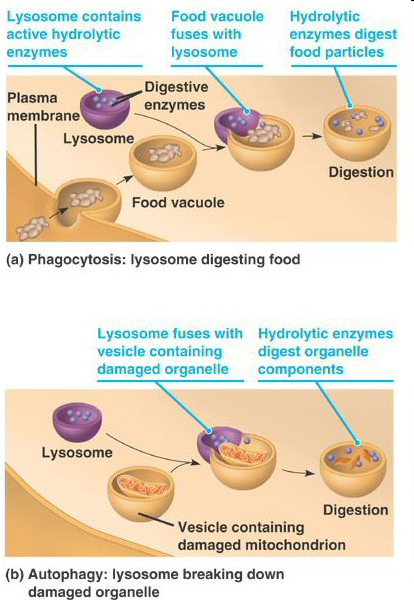 Lysosome contains
active hydrolytic
enzymes
Food vacuole
fuses with
lysosome
Hydrolytic
enzymes digest
food particles
Plasma
membrane
Digestive
enzymes
Lysosome
Food vacuole
Digestion
(a) Phagocytosis: lysosome digesting food
Lysosome fuses with
vesicle containing
damaged organelle
Hydrolytic enzymes
digest organelle
components
Lysosome
Digestion
Vesicle containing
damaged mitochondrion
(b) Autophagy: lysosome breaking down
damaged organelle